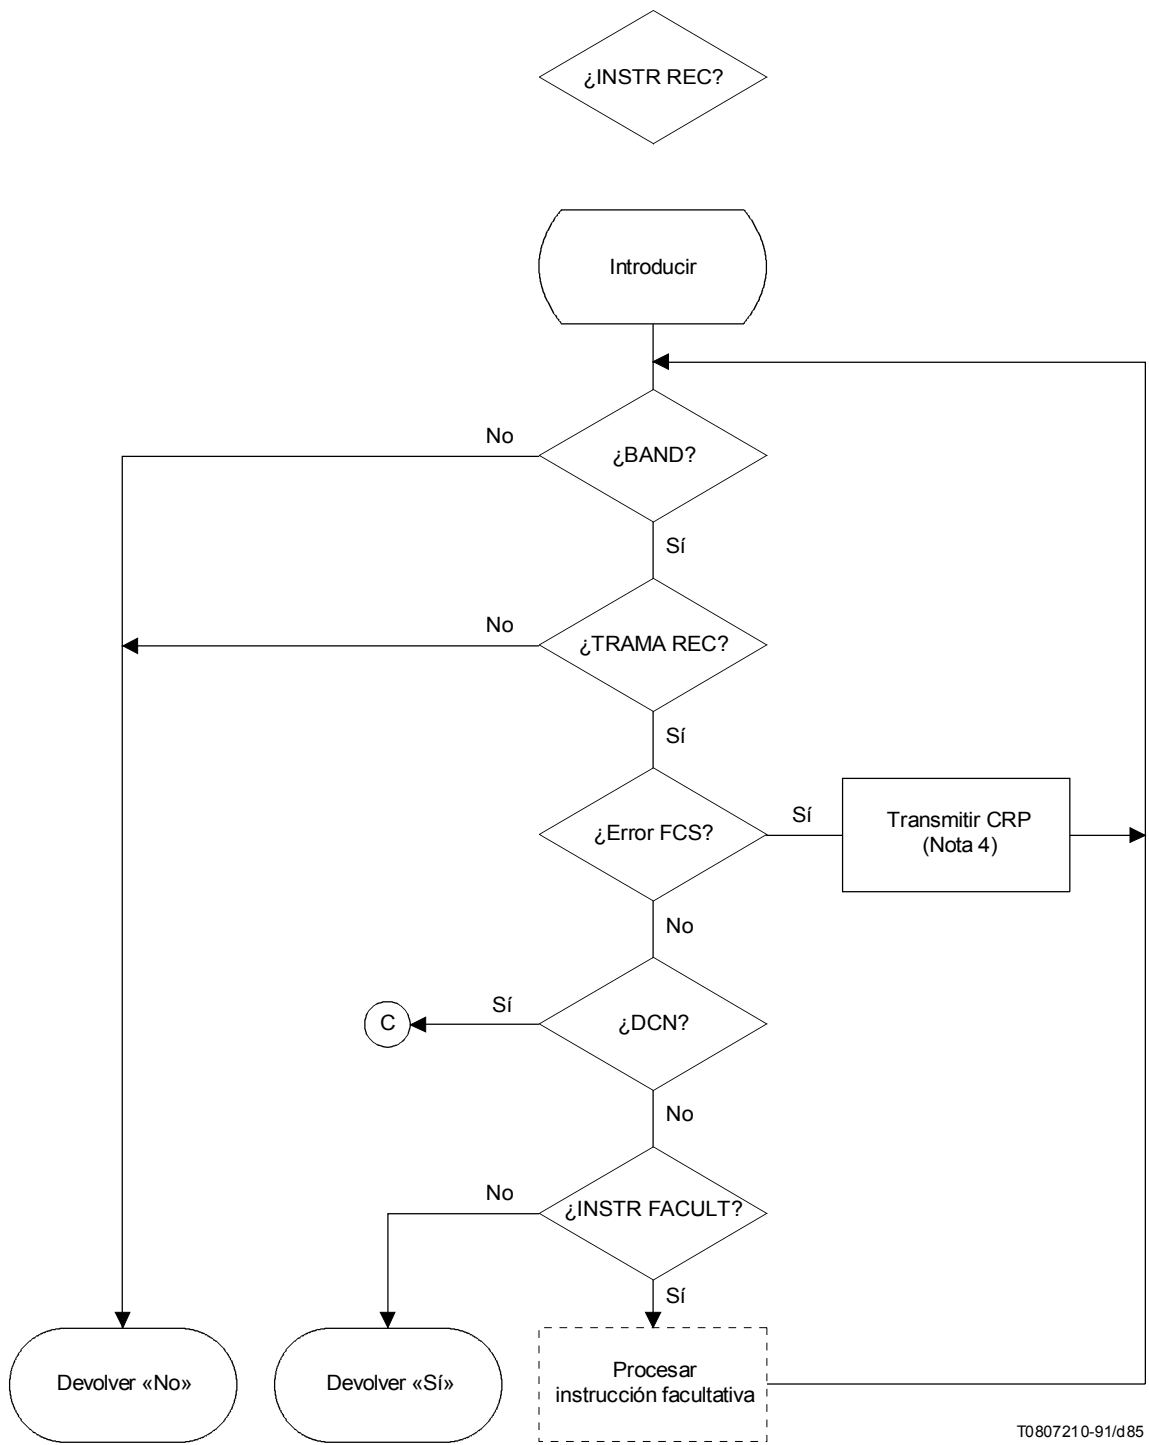 ¿INSTR REC?
Introducir
No
¿BAND?
Sí
No
¿TRAMA REC?
Sí
¿Error FCS?
Sí
Transmitir CRP
(Nota 4)
No
C
Sí
¿DCN?
No
No
¿INSTR FACULT?
Sí
Devolver «No»
Devolver «Sí»
Procesar
instrucción facultativa
T0807210-91/d85